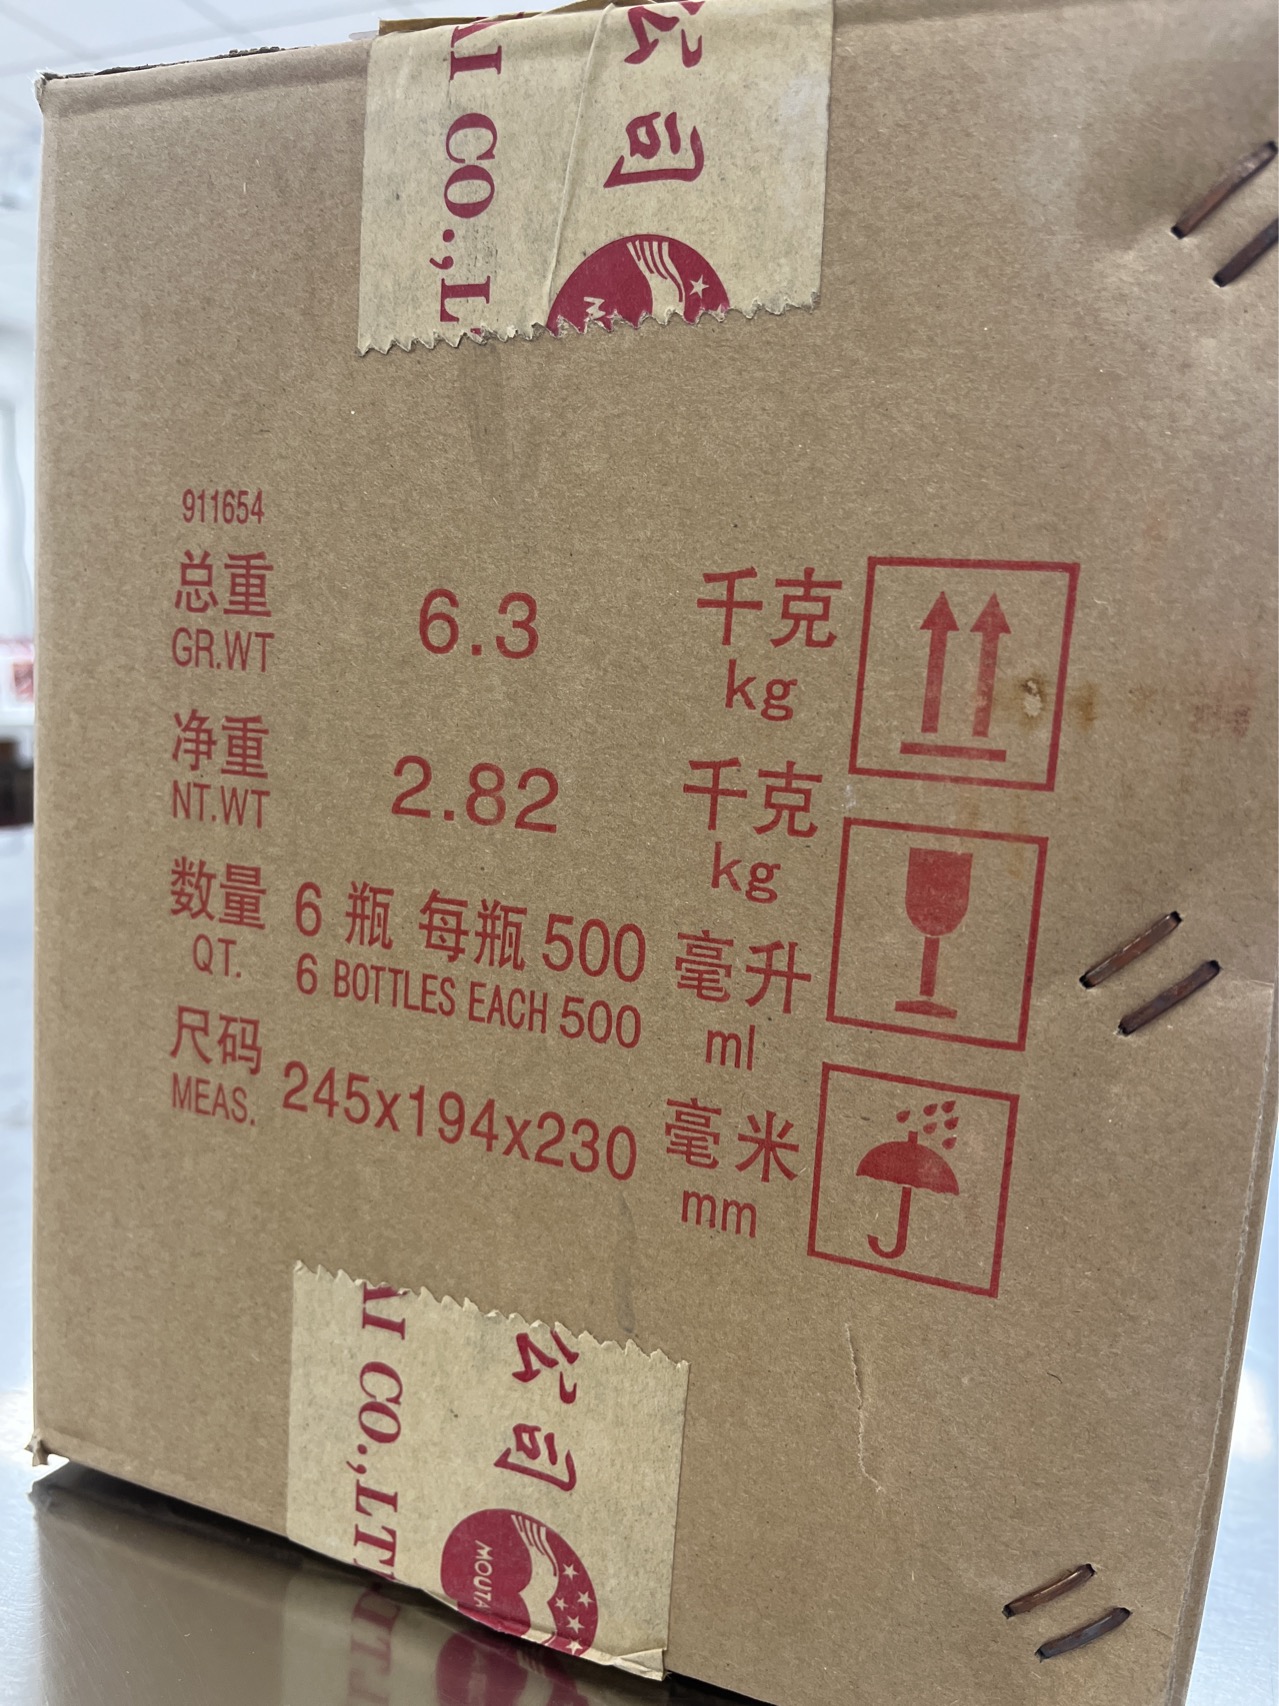 AI CO.,L
公司
911654
总重 6.3 千克
GR.WT kg
净重 2.82 千克
NT.WT kg
数量 6 瓶 每瓶 500 毫升
QT. 6 BOTTLES EACH 500 ml
尺码 245x194x230 毫米
MEAS. mm
AI CO.,LT
公司
MOUTA